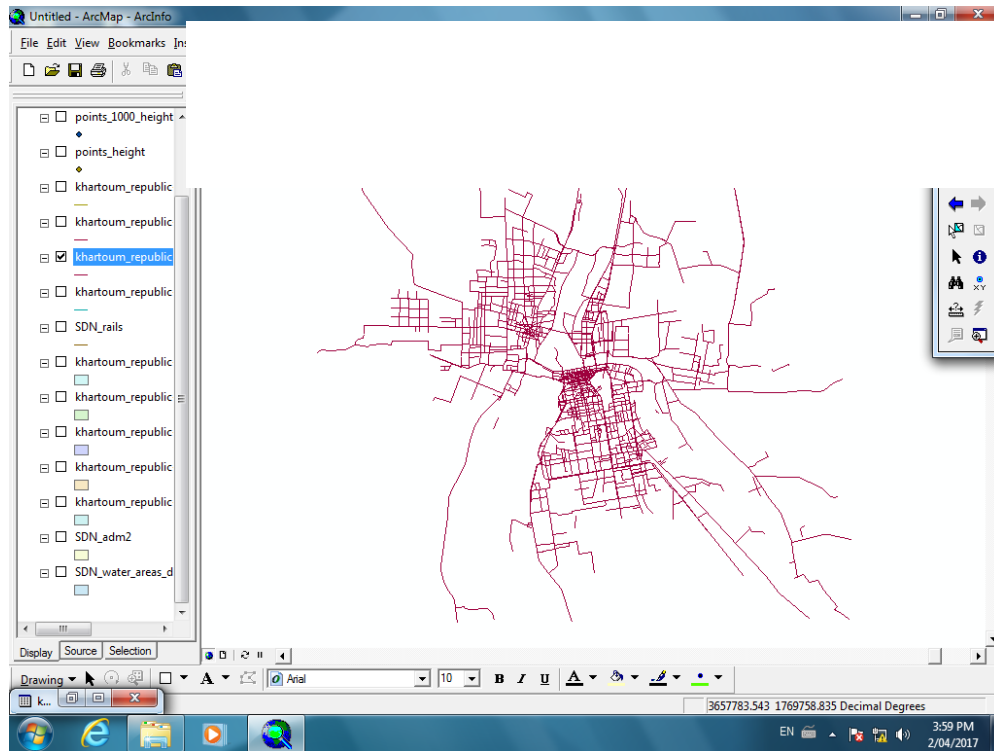 Untitled - ArcMap - ArcInfo
File Edit View Bookmarks Ins
points_1000_height
points_height
khartoum_republic
khartoum_republic
khartoum_republic
khartoum_republic
SDN_rails
khartoum_republic
khartoum_republic
khartoum_republic
khartoum_republic
khartoum_republic
SDN_adm2
SDN_water_areas_d
Display Source Selection
Drawing A Arial 10 B I U A
k...
3657783.543 1769758.835 Decimal Degrees
EN
3:59 PM
2/04/2017
XY